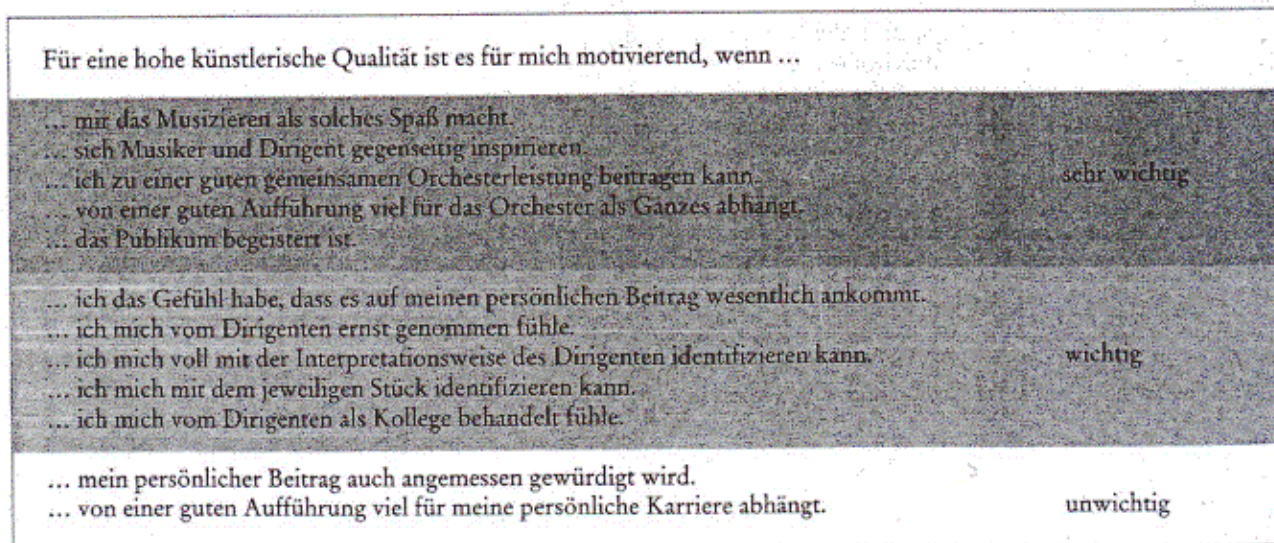 Für eine hohe künstlerische Qualität ist es für mich motivierend, wenn ...
... mir das Musizieren als solches Spaß macht.
... sich Musiker und Dirigent gegenseitig inspirieren.
... ich zu einer guten gemeinsamen Orchesterleistung beitragen kann.
sehr wichtig
... von einer guten Aufführung viel für das Orchester als Ganzes abhängt.
... das Publikum begeistert ist.
... ich das Gefühl habe, dass es auf meinen persönlichen Beitrag wesentlich ankommt.
... ich mich vom Dirigenten ernst genommen fühle.
... ich mich voll mit der Interpretationsweise des Dirigenten identifizieren kann.
wichtig
... ich mich mit dem jeweiligen Stück identifizieren kann.
... ich mich vom Dirigenten als Kollege behandelt fühle.
... mein persönlicher Beitrag auch angemessen gewürdigt wird.
... von einer guten Aufführung viel für meine persönliche Karriere abhängt.
unwichtig